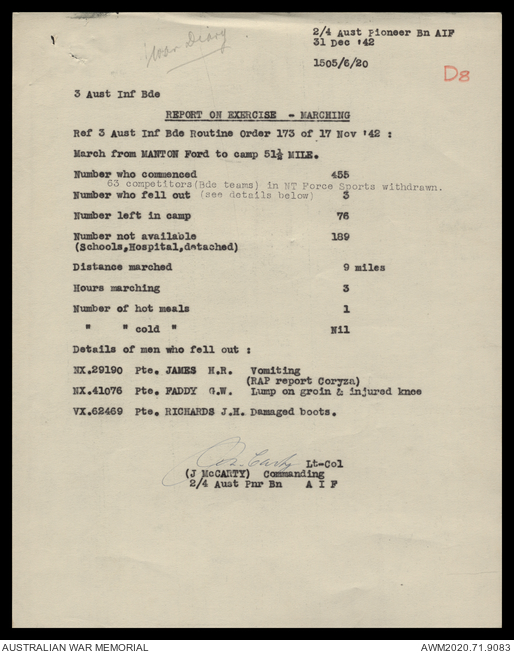 War Diary
2/4 Aust Pioneer Bn AIF
31 Dec '42
1505/6/20
D8
3 Aust Inf Bde
REPORT ON EXERCISE - MARCHING
Ref 3 Aust Inf Bde Routine Order 173 of 17 Nov '42 :
March from MANTON Ford to camp 51½ MILE.
Number who commenced 455
63 competitors(Bde teams) in NT Force Sports withdrawn.
Number who fell out (see details below) 3
Number left in camp 76
Number not available 189
(Schools,Hospital,detached)
Distance marched 9 miles
Hours marching 3
Number of hot meals 1
" " cold " Nil
Details of men who fell out :
NX.29190 Pte. JAMES H.R. Vomiting
(RAP report Coryza)
NX.41076 Pte. FADDY G.W. Lump on groin & injured knee
VX.62469 Pte. RICHARDS J.H. Damaged boots.
Lt-Col
(J McCARTY) Commanding
2/4 Aust Pnr Bn A I F
AUSTRALIAN WAR MEMORIAL
AWM2020.71.9083